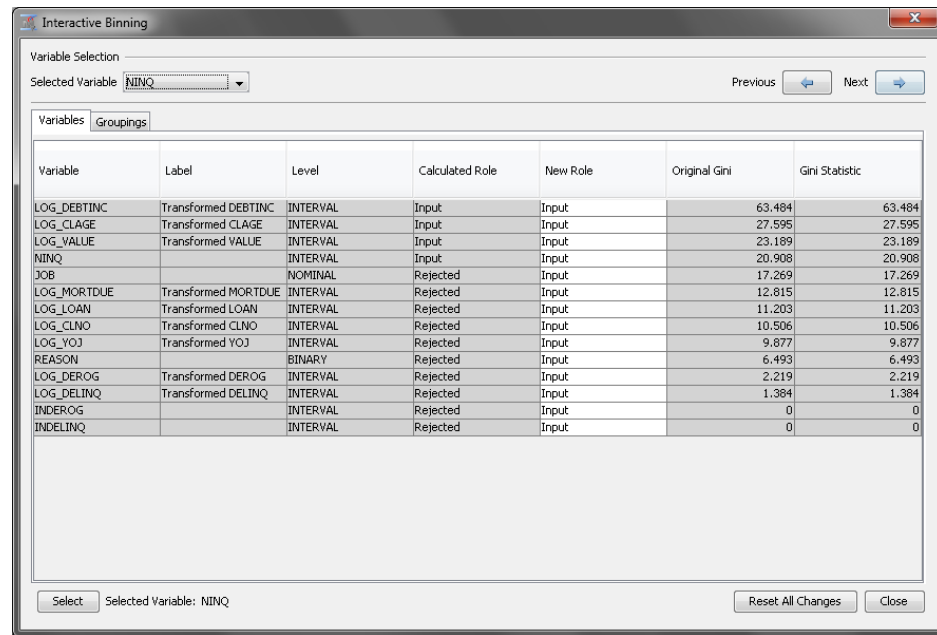 Interactive Binning
Variable Selection
Selected Variable NINQ Previous Next
Variables Groupings
Variable Label Level Calculated Role New Role Original Gini Gini Statistic
LOG_DEBTINC Transformed DEBTINC INTERVAL Input Input 63.484 63.484
LOG_CLAGE Transformed CLAGE INTERVAL Input Input 27.595 27.595
LOG_VALUE Transformed VALUE INTERVAL Input Input 23.189 23.189
NINQ INTERVAL Input Input 20.908 20.908
JOB NOMINAL Rejected Input 17.269 17.269
LOG_MORTDUE Transformed MORTDUE INTERVAL Rejected Input 12.815 12.815
LOG_LOAN Transformed LOAN INTERVAL Rejected Input 11.203 11.203
LOG_CLNO Transformed CLNO INTERVAL Rejected Input 10.506 10.506
LOG_YOJ Transformed YOJ INTERVAL Rejected Input 9.877 9.877
REASON BINARY Rejected Input 6.493 6.493
LOG_DEROG Transformed DEROG INTERVAL Rejected Input 2.219 2.219
LOG_DELINQ Transformed DELINQ INTERVAL Rejected Input 1.384 1.384
INDEROG INTERVAL Rejected Input 0 0
INDELINQ INTERVAL Rejected Input 0 0
Select Selected Variable: NINQ Reset All Changes Close